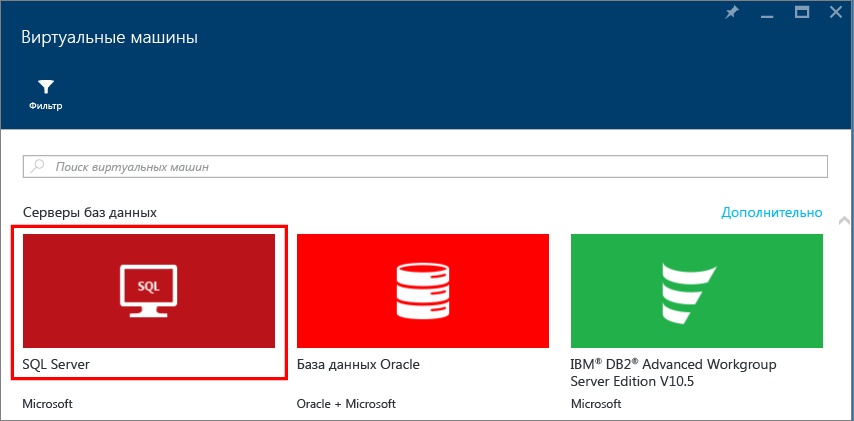 Виртуальные машины
Фильтр
Поиск виртуальных машин
Серверы баз данных
Дополнительно
SQL
SQL Server
Microsoft
База данных Oracle
Oracle + Microsoft
IBM® DB2® Advanced Workgroup
Server Edition V10.5
Microsoft